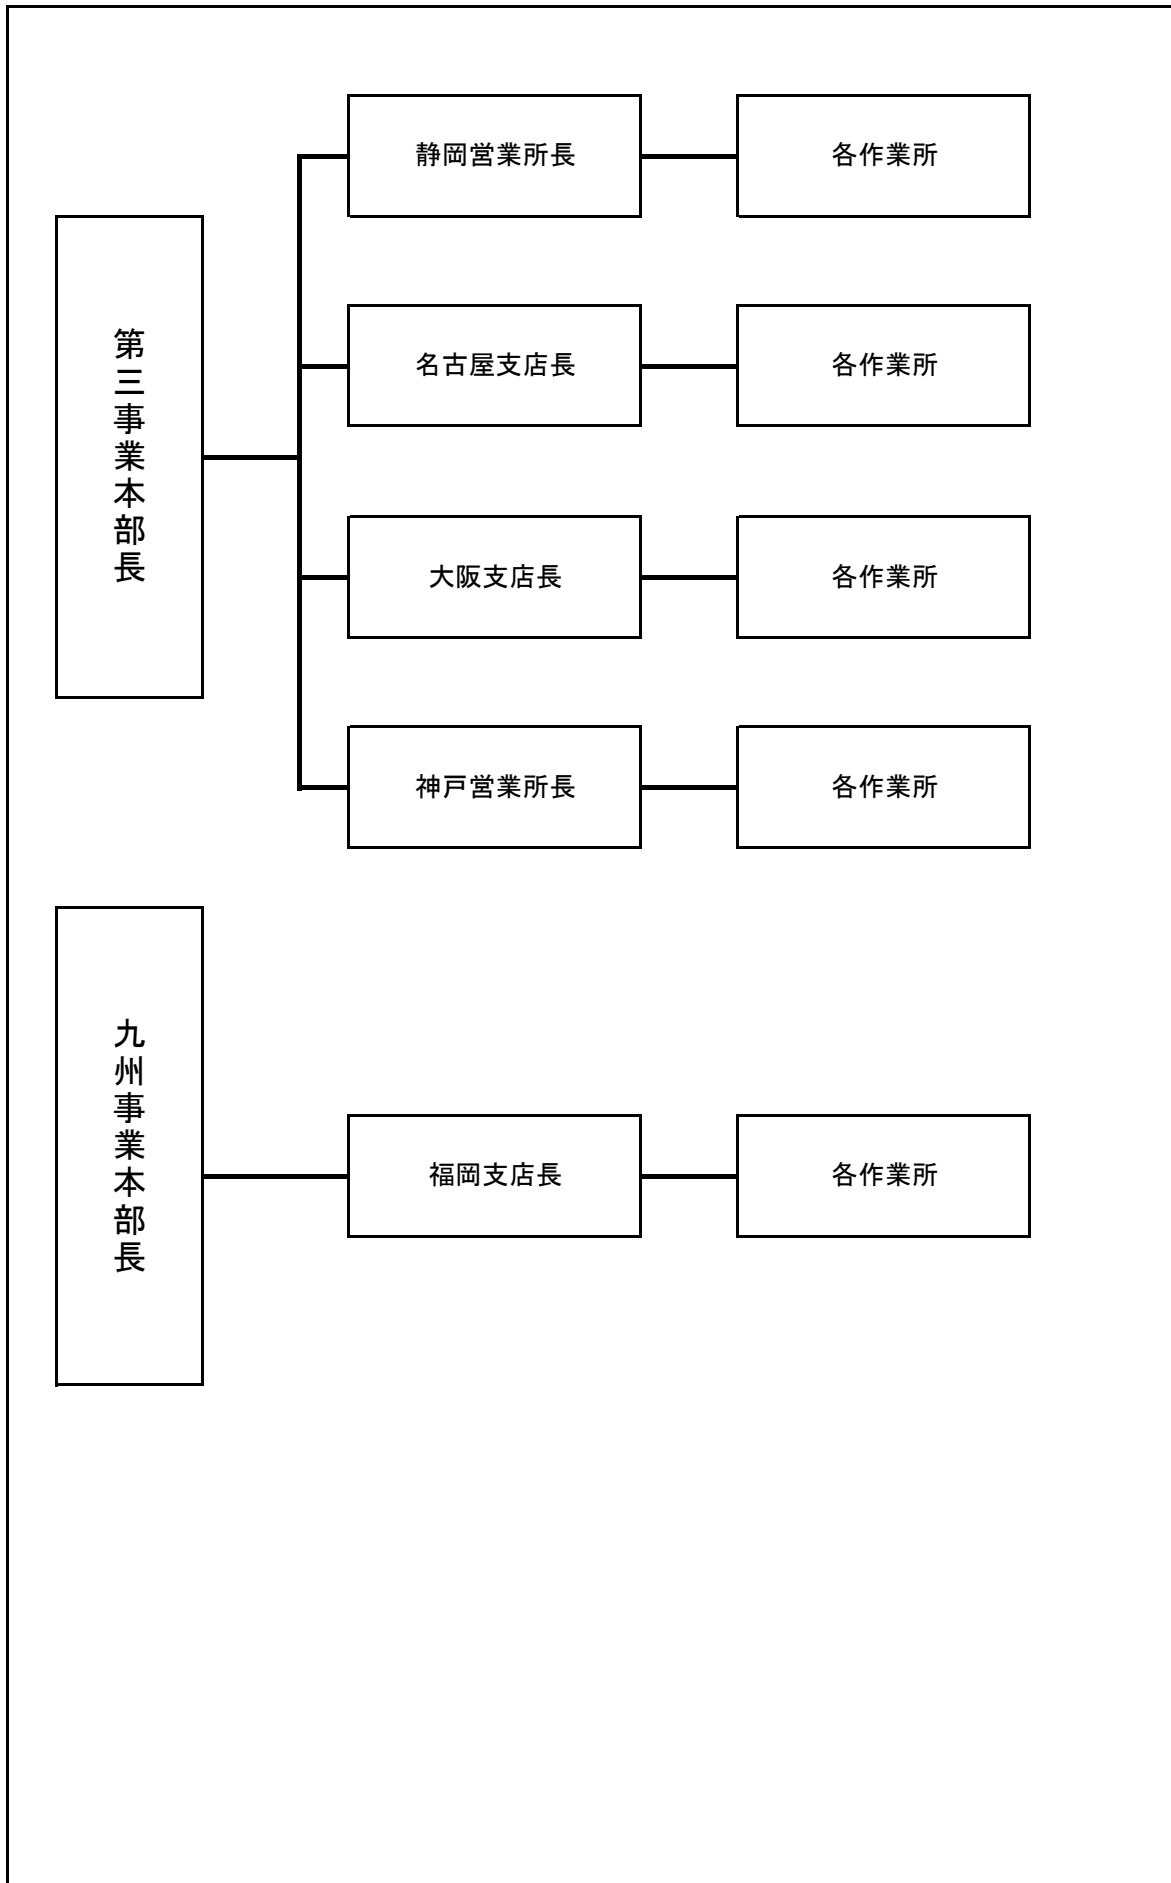 第三事業本部長
静岡営業所長
各作業所
名古屋支店長
各作業所
大阪支店長
各作業所
神戸営業所長
各作業所
九州事業本部長
福岡支店長
各作業所